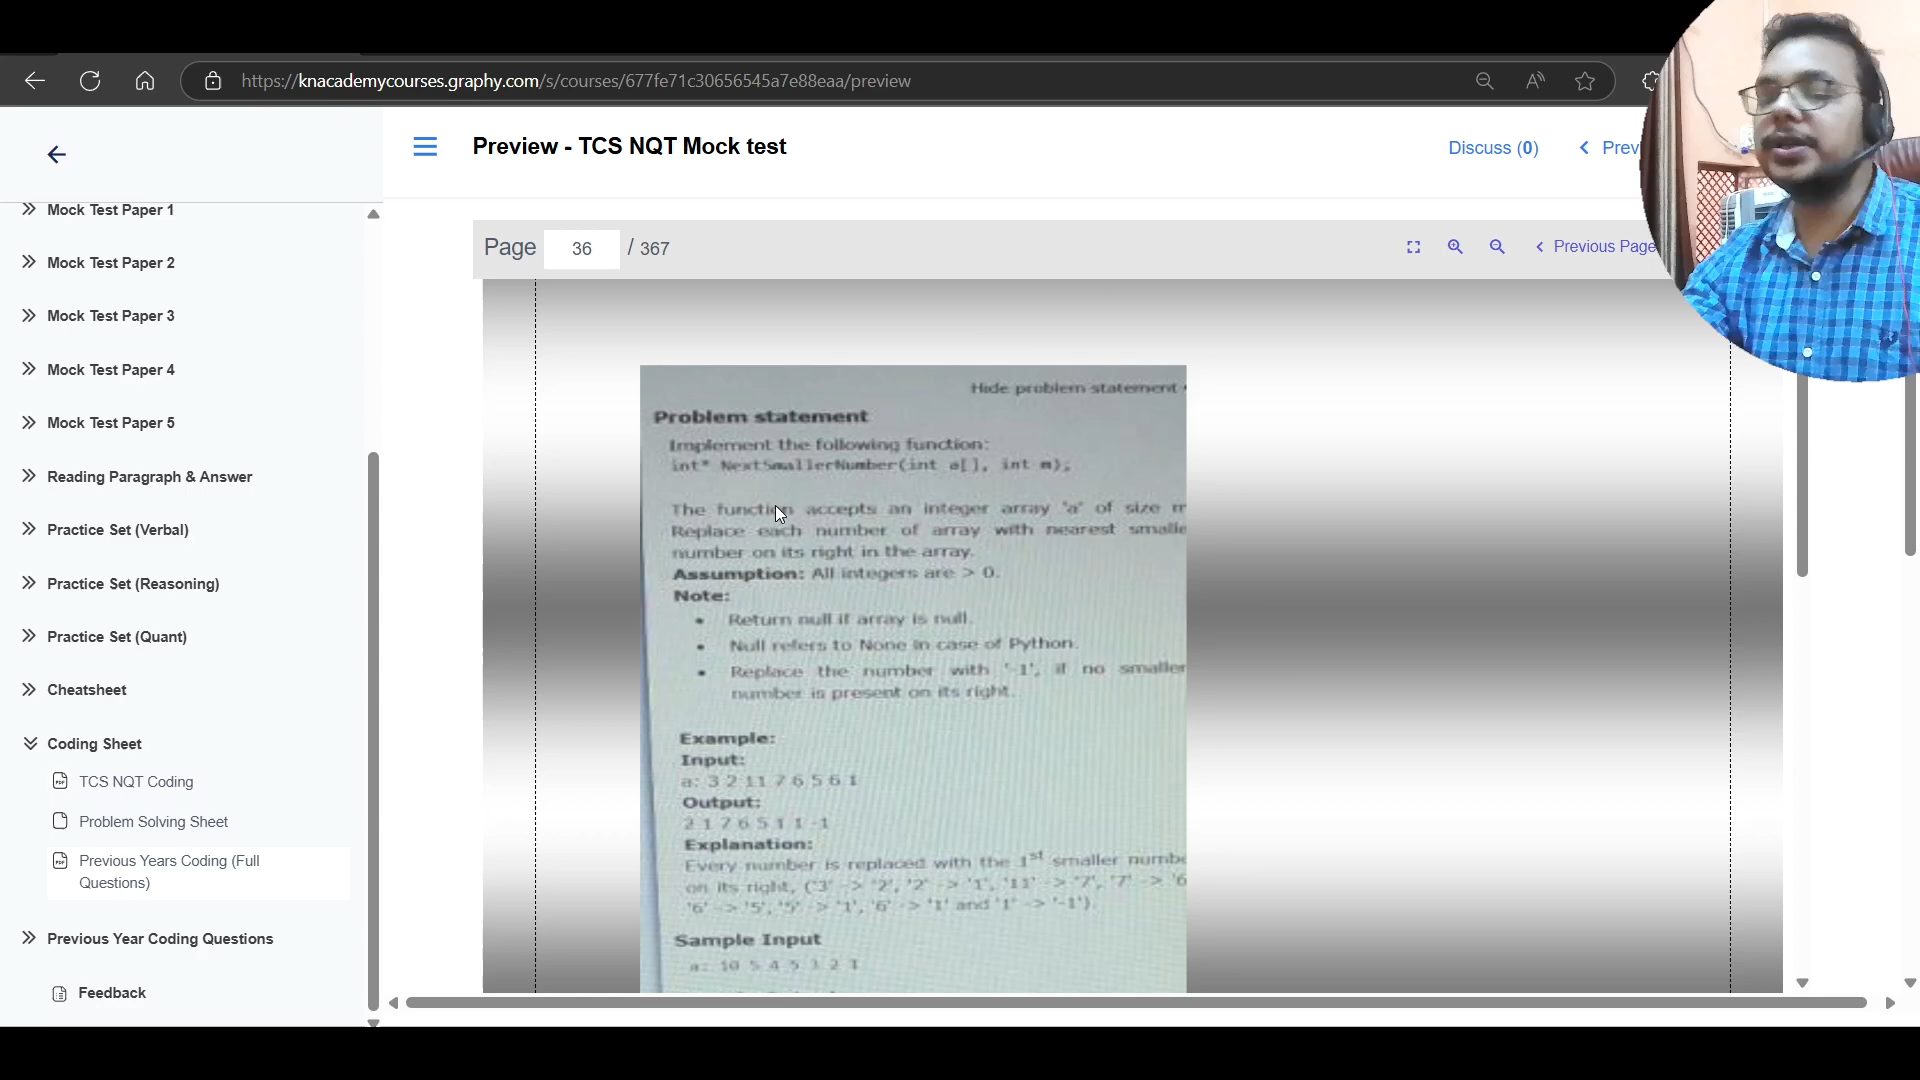 https://knacademycourses.graphy.com/s/courses/677fe71c30656545a7e88eaa/preview
Preview - TCS NQT Mock test
Discuss (0)
Previ
Mock Test Paper 1
Mock Test Paper 2
Mock Test Paper 3
Mock Test Paper 4
Mock Test Paper 5
Reading Paragraph & Answer
Practice Set (Verbal)
Practice Set (Reasoning)
Practice Set (Quant)
Cheatsheet
Coding Sheet
TCS NQT Coding
Problem Solving Sheet
Previous Years Coding (Full
Questions)
Previous Year Coding Questions
Feedback
Page 36 / 367
Previous Page
Hide problem statement
Problem statement
Implement the following function:
int* NextSmallerNumber(int a[], int m);
The function accepts an integer array 'a' of size m
Replace each number of array with nearest smalle
number on its right in the array.
Assumption: All integers are > 0.
Note:
• Return null if array is null.
• Null refers to None in case of Python.
• Replace the number with '-1', if no smaller
number is present on its right.
Example:
Input:
a: 3 2 11 7 6 5 6 1
Output:
2 1 7 6 5 1 1 -1
Explanation:
Every number is replaced with the 1st smaller numbe
on its right, ('3' -> '2', '2' -> '1', '11' -> '7', '7' -> '6
'6' -> '5', '5' -> '1', '6' -> '1' and '1' -> '-1').
Sample Input
a: 10 5 4 5 3 2 1